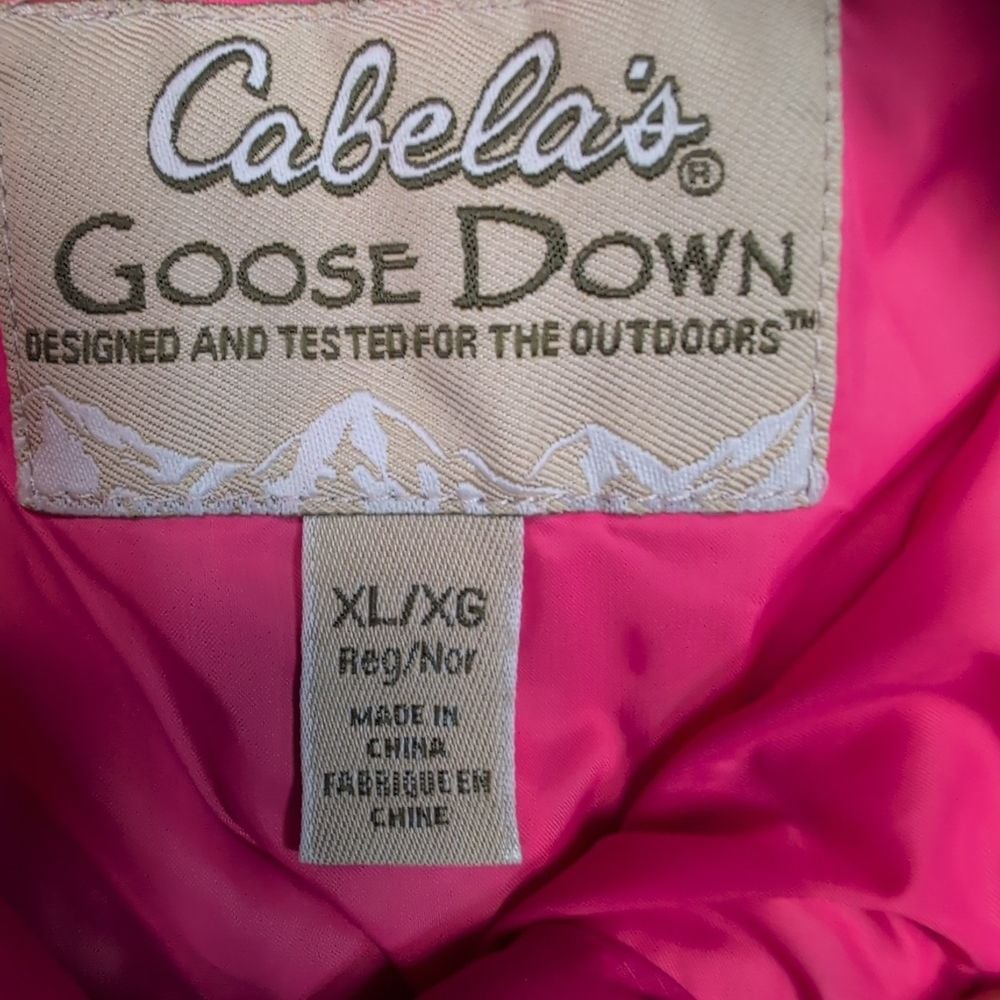 Cabela's®
GOOSE DOWN
DESIGNED AND TESTED FOR THE OUTDOORS™
XL/XG
Reg/Nor
MADE IN
CHINA
FABRIQUE EN
CHINE